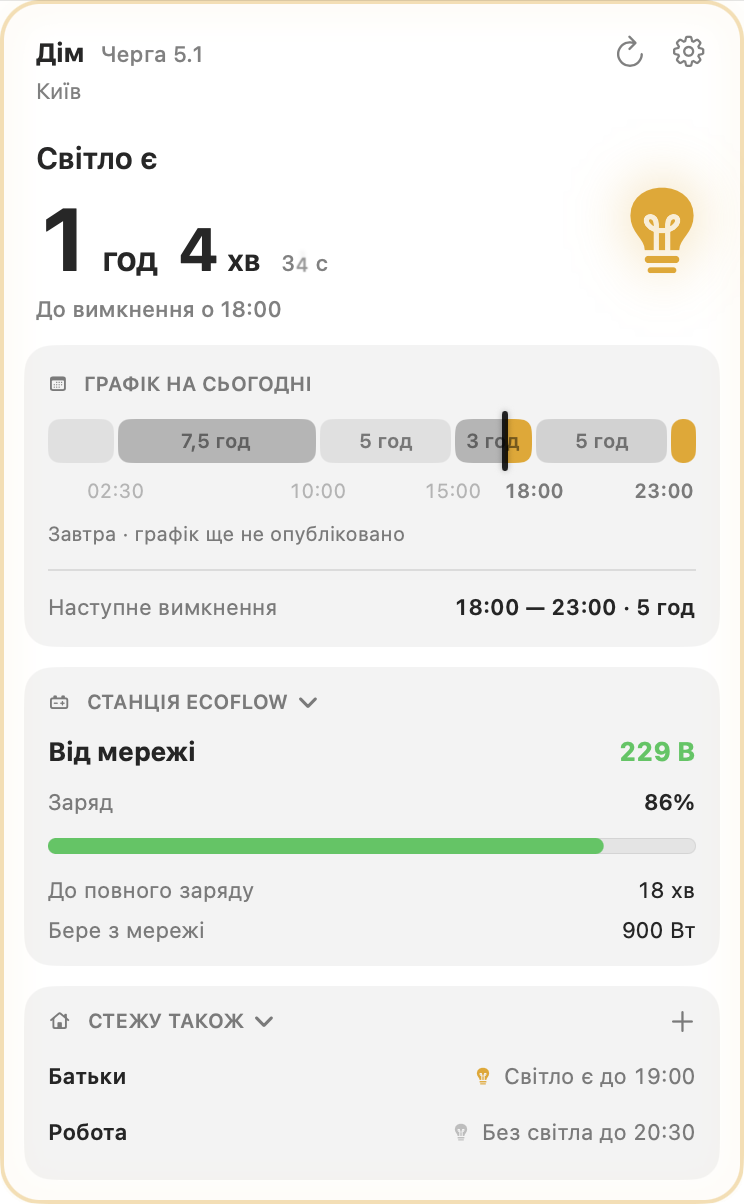 Дім Черга 5.1
Київ
Світло є
1 год 4 хв 34 с
До вимкнення о 18:00
ГРАФІК НА СЬОГОДНІ
7,5 год 5 год 3 год 5 год
02:30 10:00 15:00 18:00 23:00
Завтра · графік ще не опубліковано
Наступне вимкнення 18:00 — 23:00 · 5 год
СТАНЦІЯ ECOFLOW
Від мережі 229 В
Заряд 86%
До повного заряду 18 хв
Бере з мережі 900 Вт
СТЕЖУ ТАКОЖ
Батьки Світло є до 19:00
Робота Без світла до 20:30